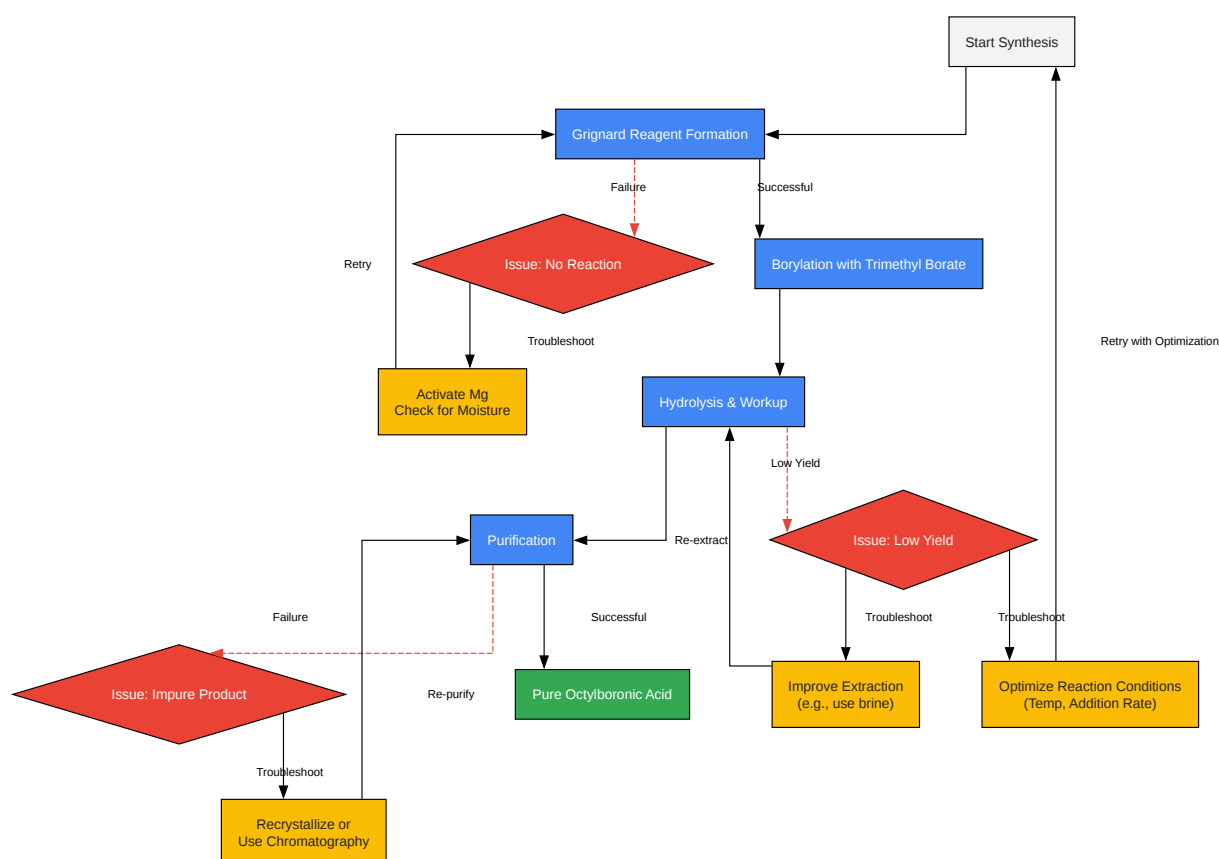 Start Synthesis
Grignard Reagent Formation
Failure
Successful
Retry
Issue: No Reaction
Borylation with Trimethyl Borate
Troubleshoot
Retry with Optimization
Activate Mg
Check for Moisture
Hydrolysis & Workup
Low Yield
Purification
Re-extract
Issue: Low Yield
Failure
Successful
Troubleshoot
Troubleshoot
Issue: Impure Product
Re-purify
Pure Octylboronic Acid
Improve Extraction
(e.g., use brine)
Optimize Reaction Conditions
(Temp, Addition Rate)
Troubleshoot
Recrystallize or
Use Chromatography